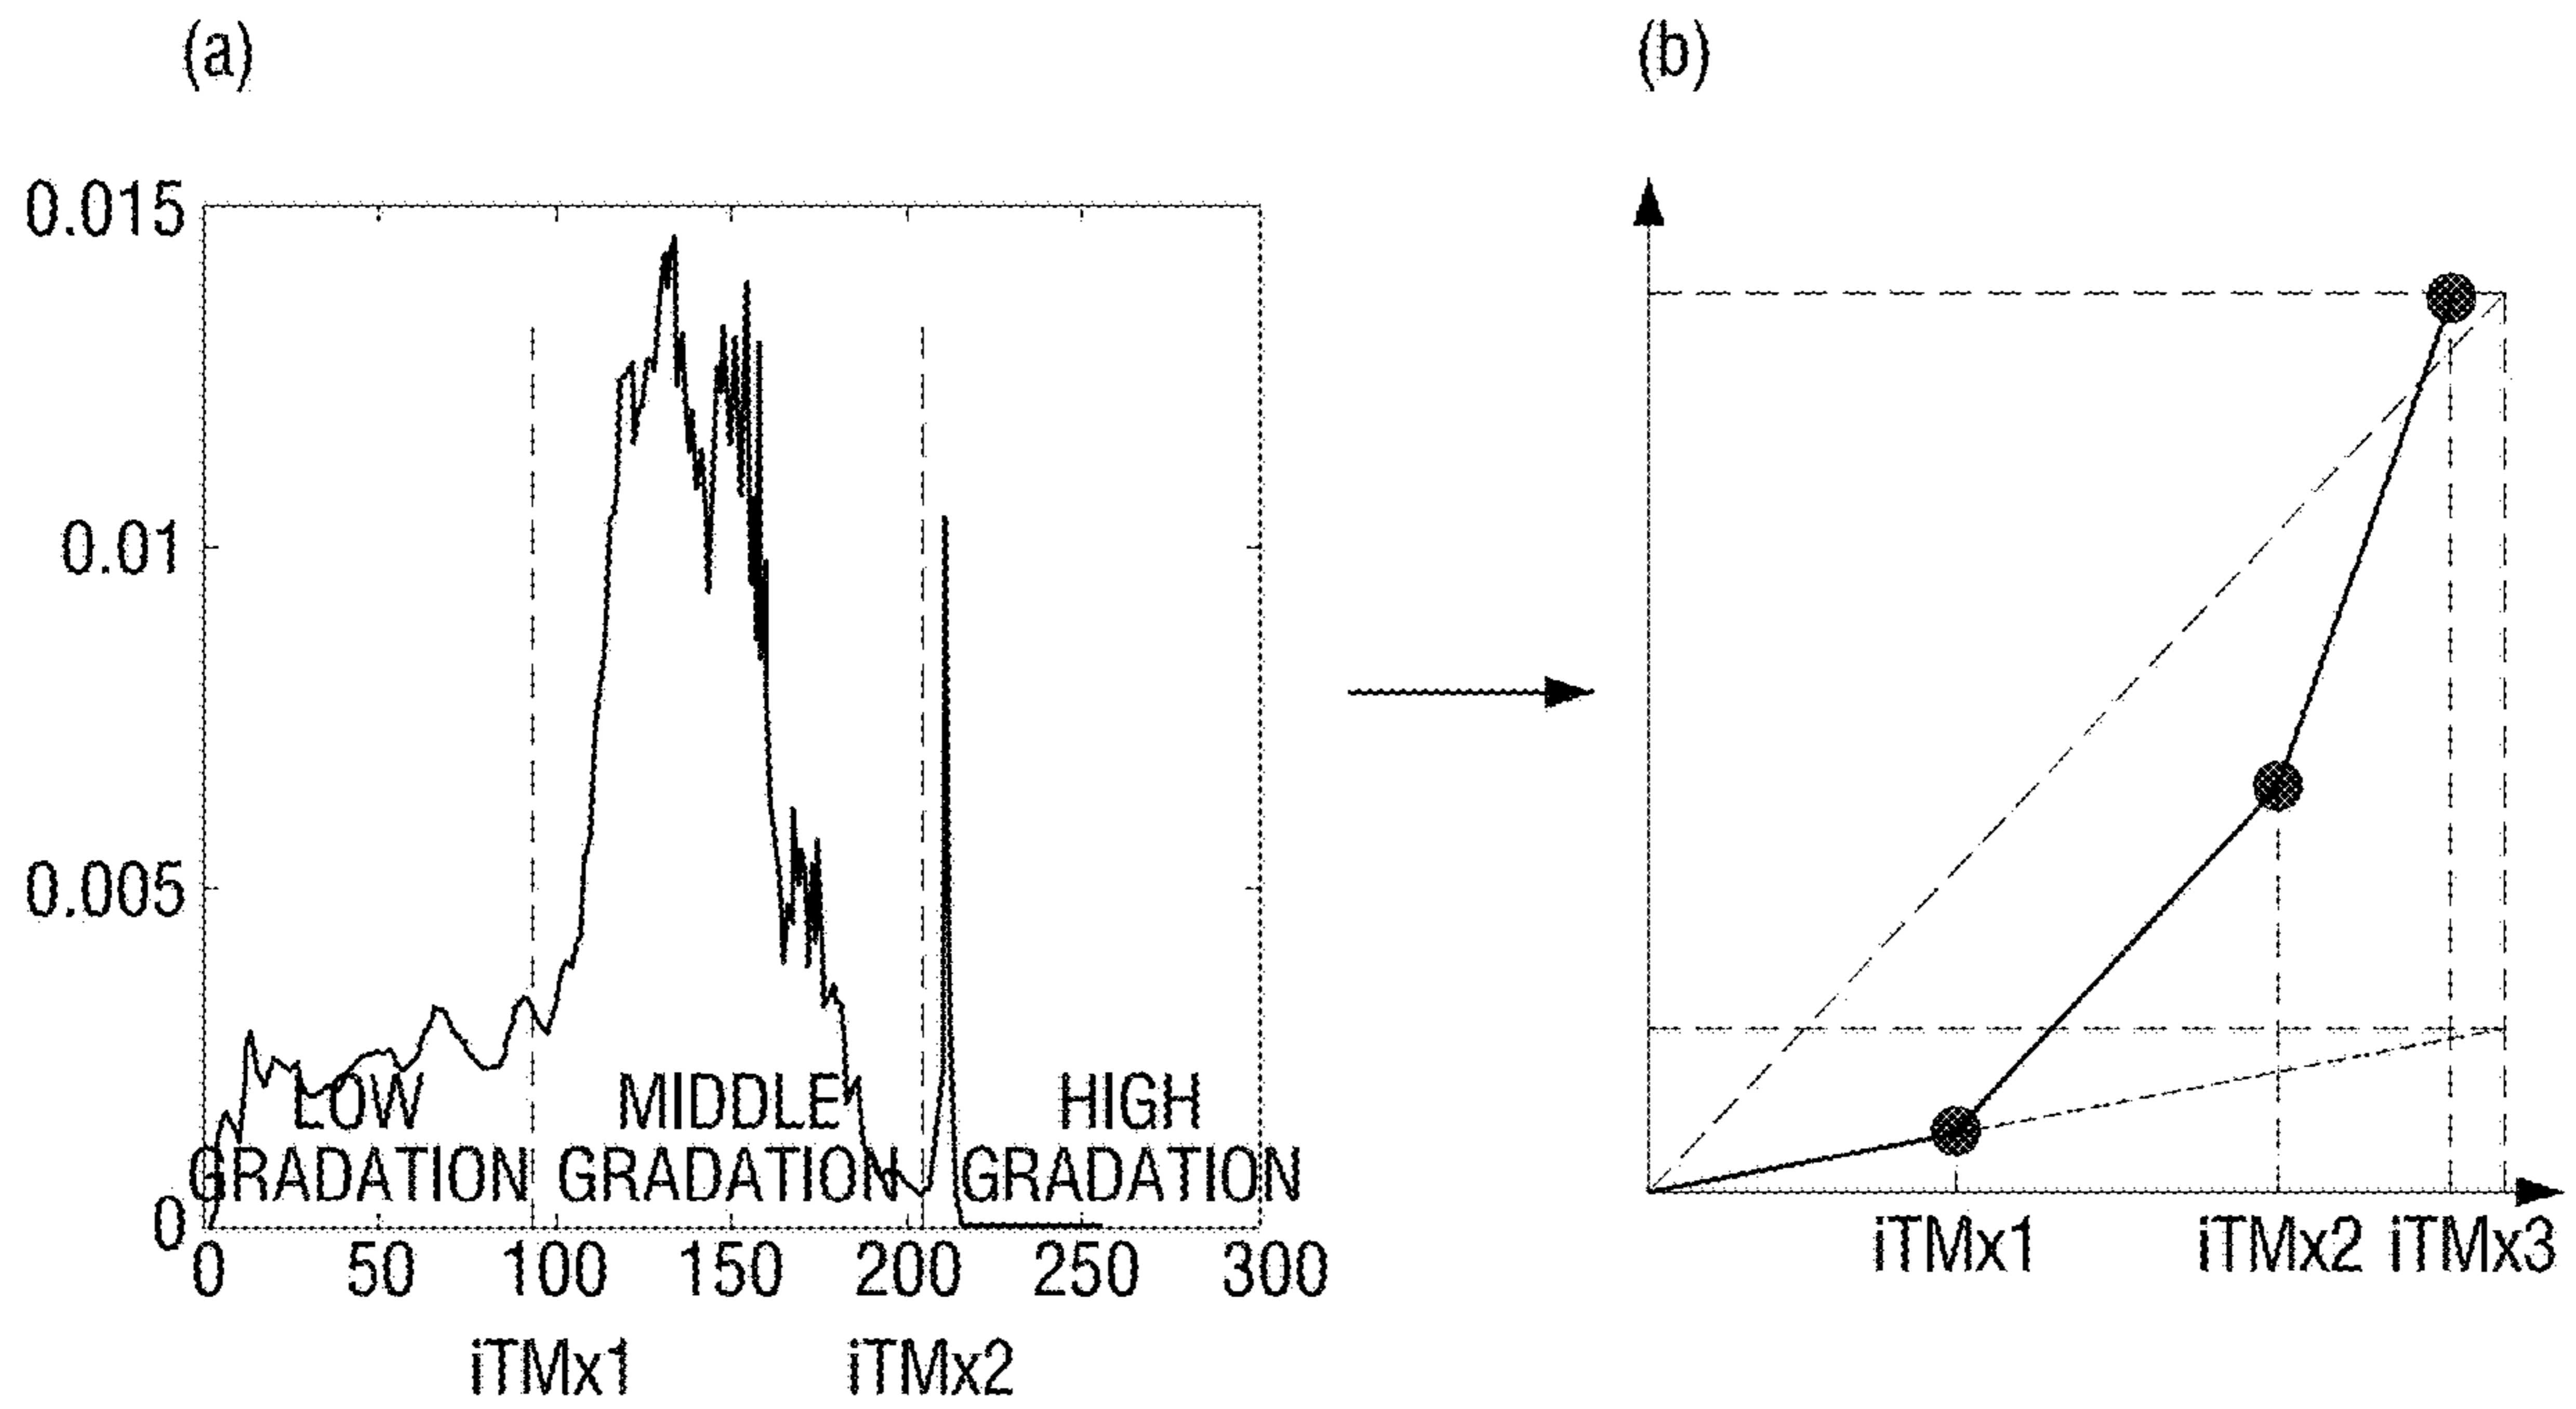 (a)
(b)
0.015
0.01
0.005
0
LOW GRADATION
MIDDLE GRADATION
HIGH GRADATION
0 50 100 150 200 250 300
iTMx1 iTMx2
iTMx1 iTMx2 iTMx3